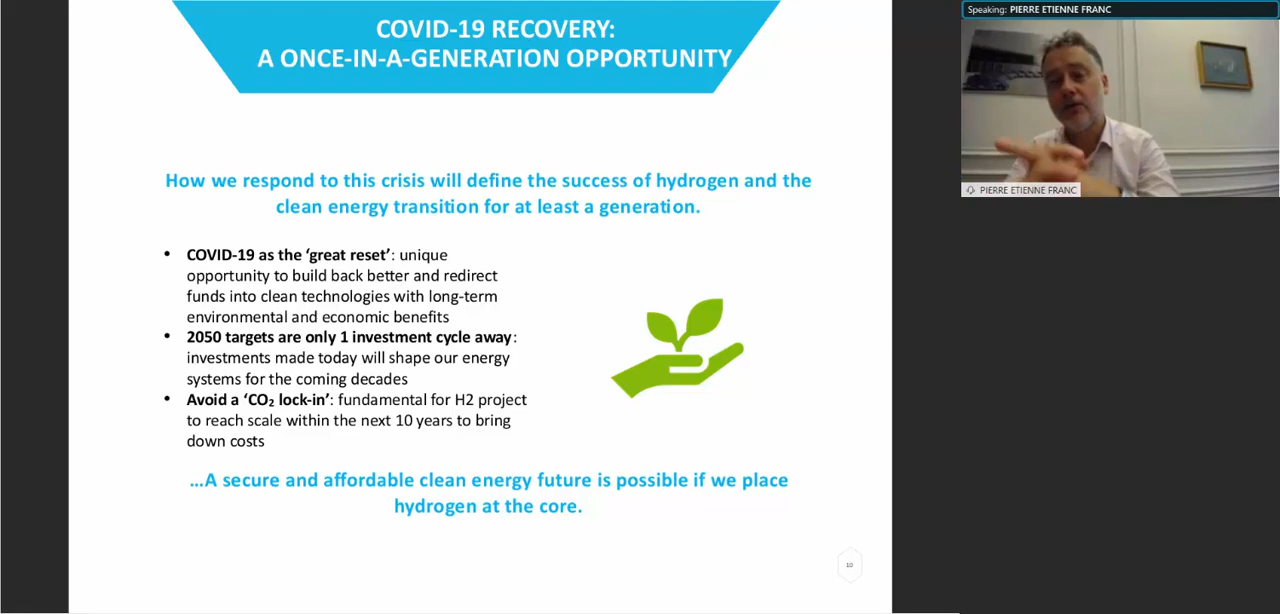 COVID-19 RECOVERY:
A ONCE-IN-A-GENERATION OPPORTUNITY
Speaking: PIERRE ETIENNE FRANC
PIERRE ETIENNE FRANC
How we respond to this crisis will define the success of hydrogen and the
clean energy transition for at least a generation.
• COVID-19 as the ‘great reset’: unique
opportunity to build back better and redirect
funds into clean technologies with long-term
environmental and economic benefits
• 2050 targets are only 1 investment cycle away:
investments made today will shape our energy
systems for the coming decades
• Avoid a ‘CO₂ lock-in’: fundamental for H2 project
to reach scale within the next 10 years to bring
down costs
...A secure and affordable clean energy future is possible if we place
hydrogen at the core.
10